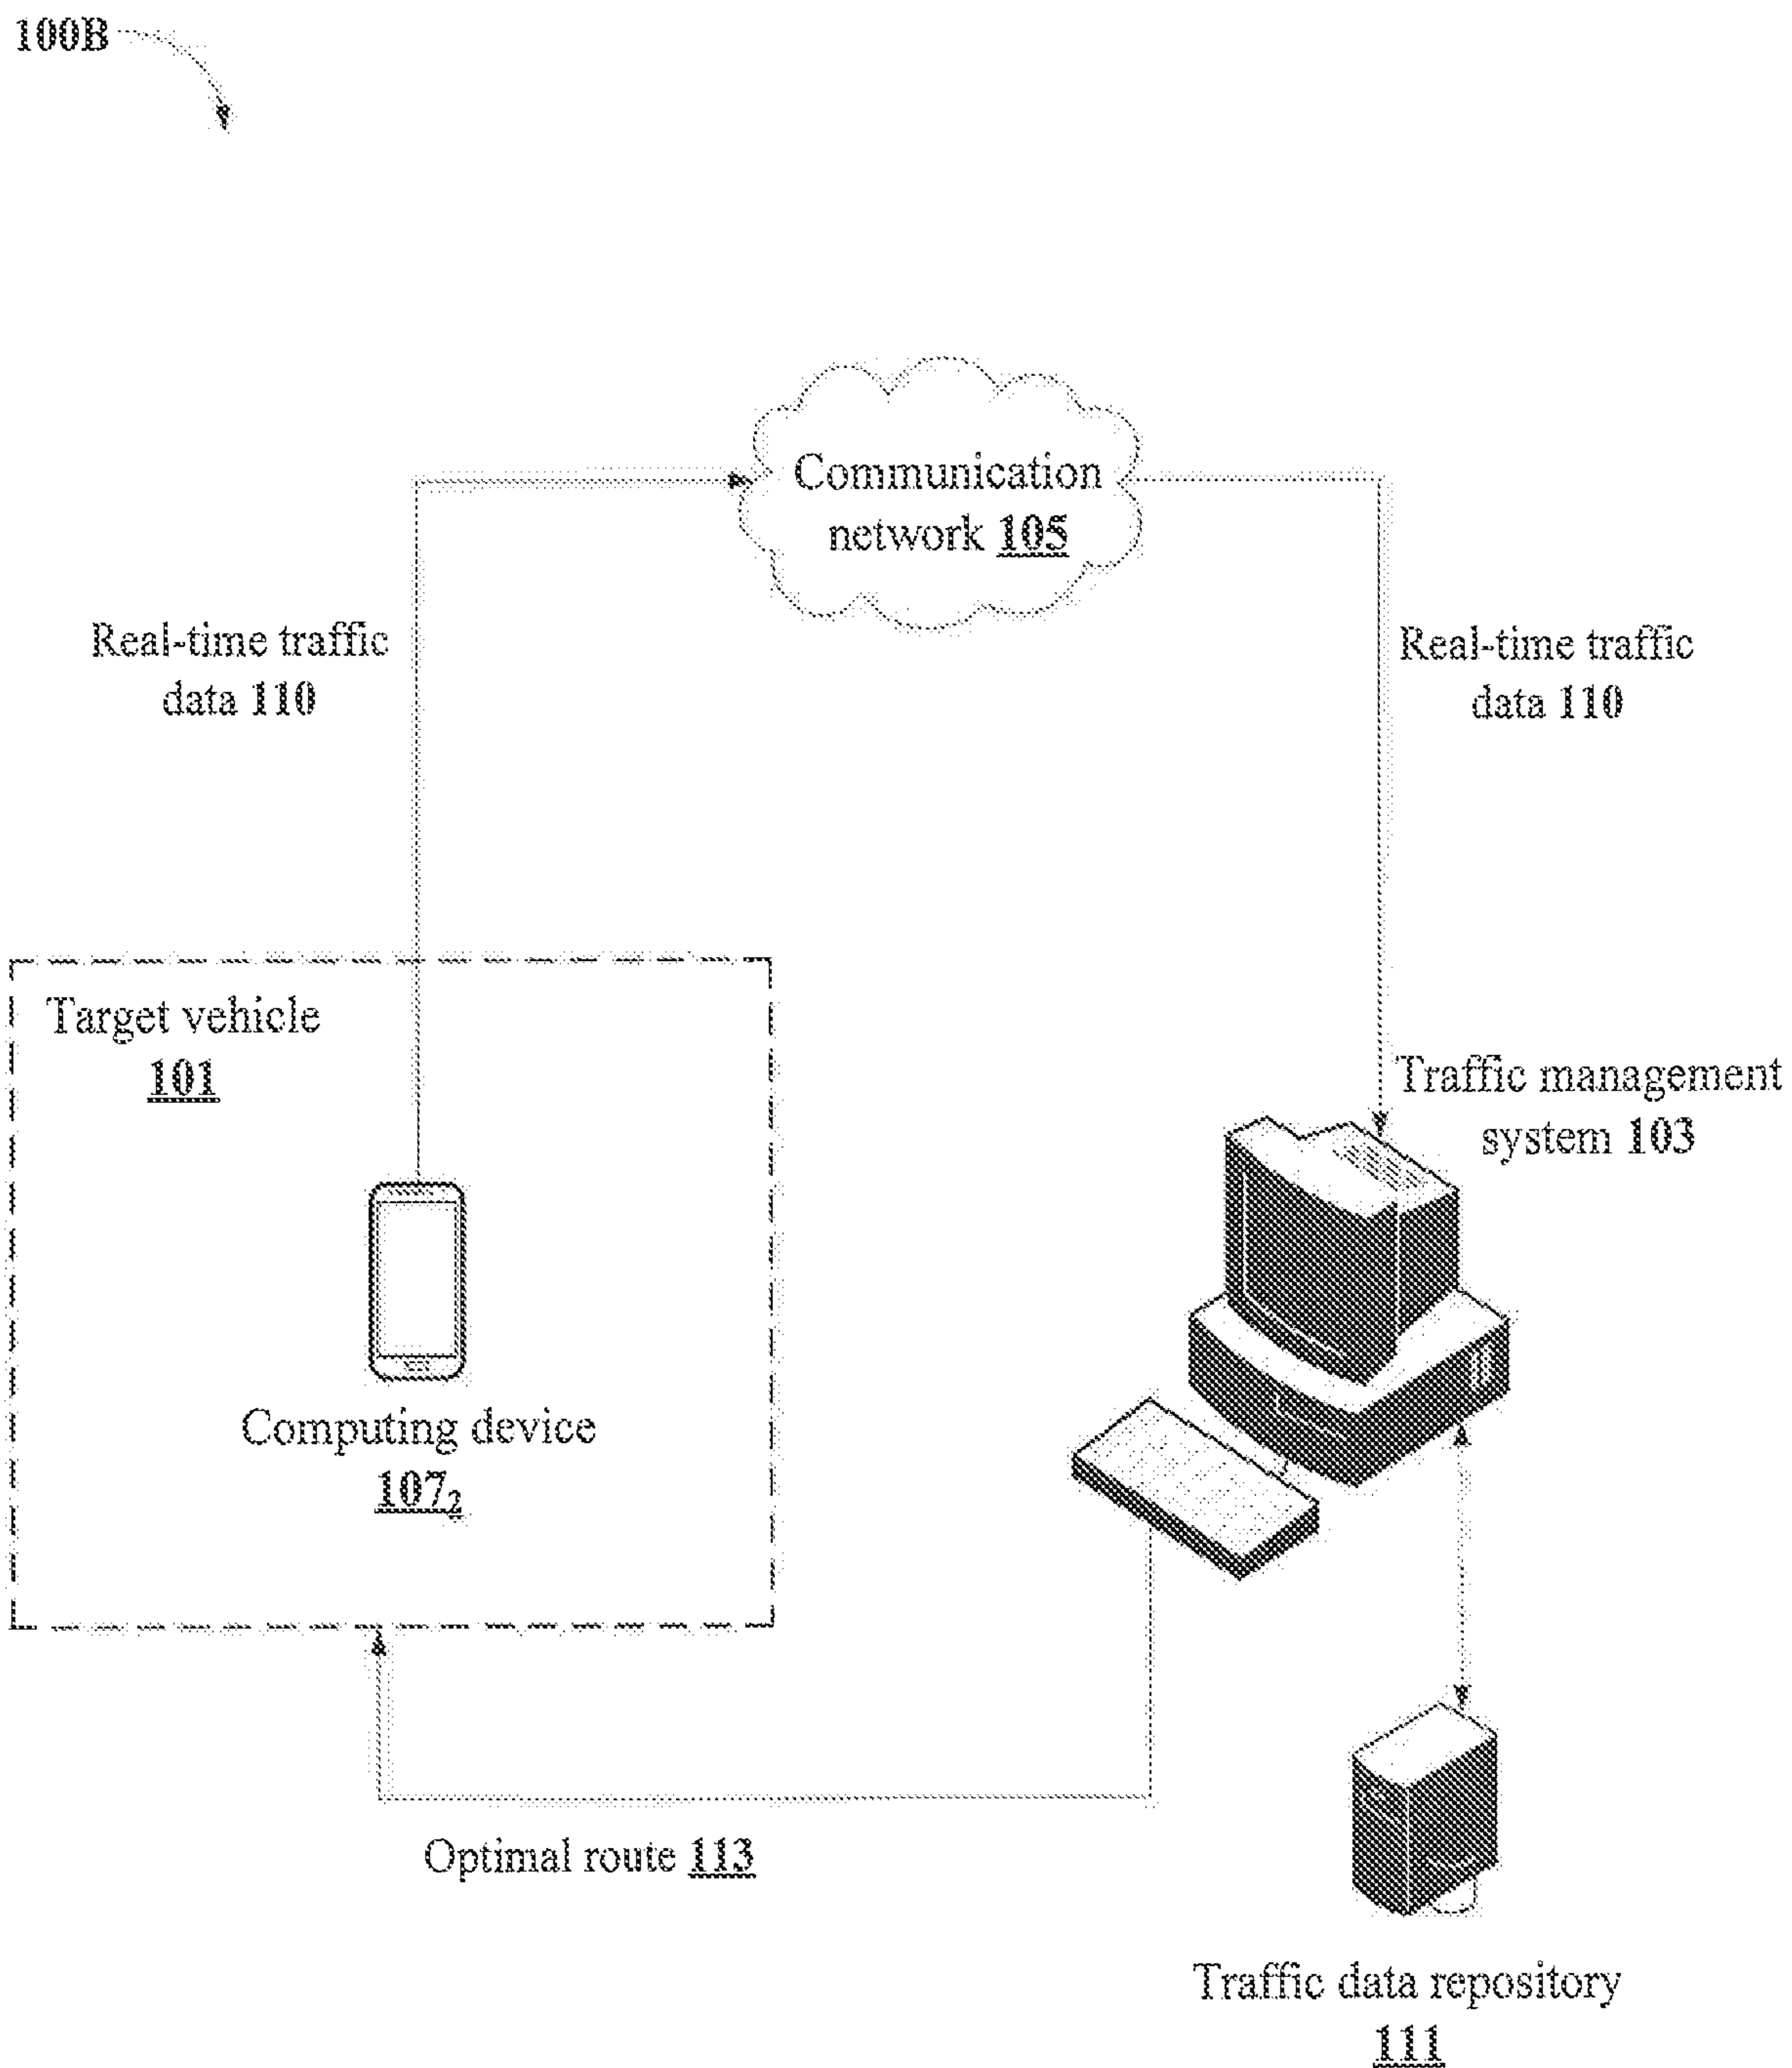 100B
Communication
network 105
Real-time traffic
data 110
Real-time traffic
data 110
Target vehicle
101
Traffic management
system 103
Computing device
107₂
Optimal route 113
Traffic data repository
111